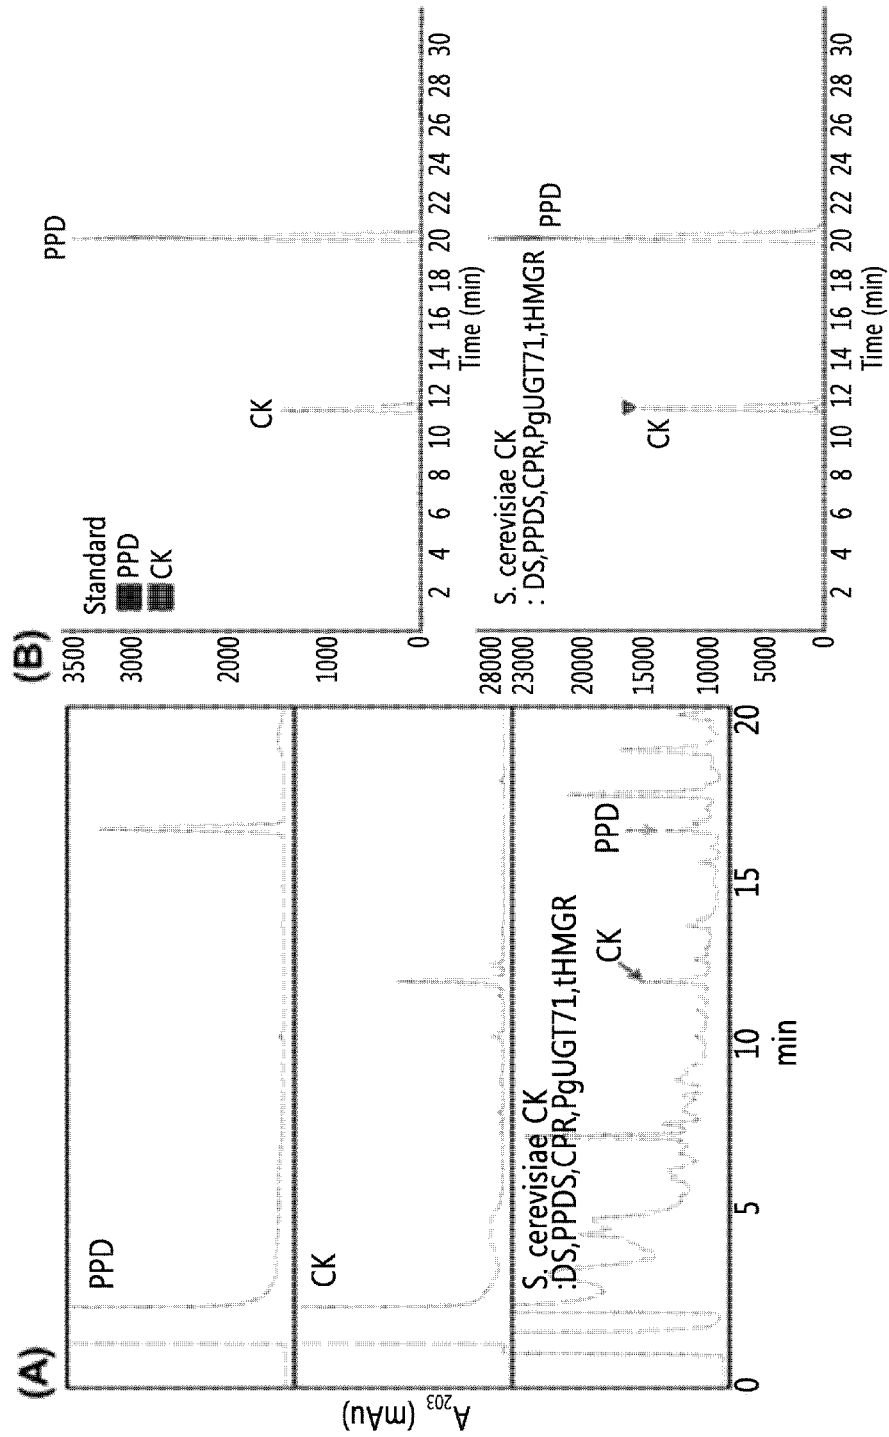 (A)
PPD
CK
S. cerevisiae CK
:DS,PPDS,CPR,PgUGT71,tHMGR
CK
PPD
0 5 10 15 20
min
A203 (mAu)
(B)
3500
3000
2000
1000
0
Standard
PPD
CK
CK
PPD
2 4 6 8 10 12 14 16 18 20 22 24 26 28 30
Time (min)
28000
23000
20000
15000
10000
5000
0
S. cerevisiae CK
: DS,PPDS,CPR,PgUGT71,tHMGR
CK
PPD
2 4 6 8 10 12 14 16 18 20 22 24 26 28 30
Time (min)